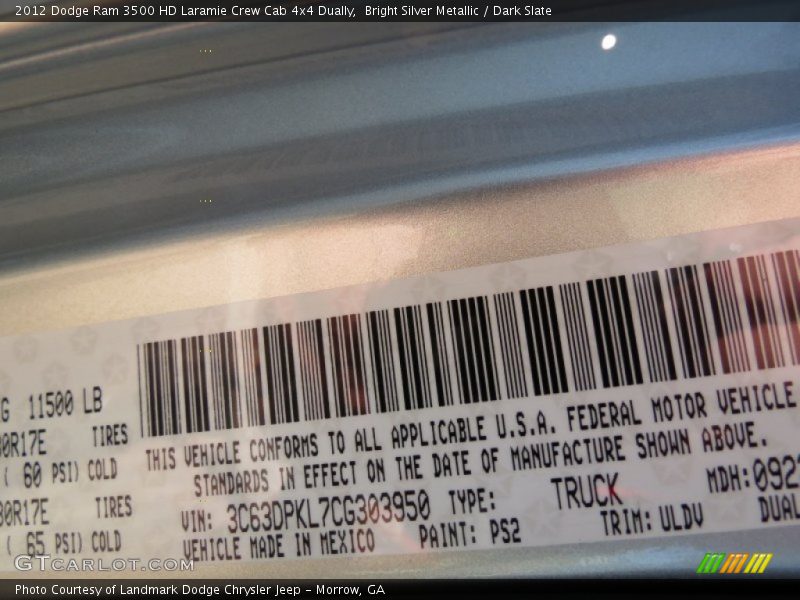 2012 Dodge Ram 3500 HD Laramie Crew Cab 4x4 Dually,  Bright Silver Metallic / Dark Slate
G 11500 LB
0R17E TIRES
( 60 PSI) COLD
80R17E TIRES
( 65 PSI) COLD
THIS VEHICLE CONFORMS TO ALL APPLICABLE U.S.A. FEDERAL MOTOR VEHICLE
STANDARDS IN EFFECT ON THE DATE OF MANUFACTURE SHOWN ABOVE.
VIN: 3C63DPKL7CG303950 TYPE: TRUCK MDH: 092
VEHICLE MADE IN MEXICO PAINT: PS2 TRIM: ULDV DUAL
GTCARLOT.COM
Photo Courtesy of Landmark Dodge Chrysler Jeep – Morrow, GA